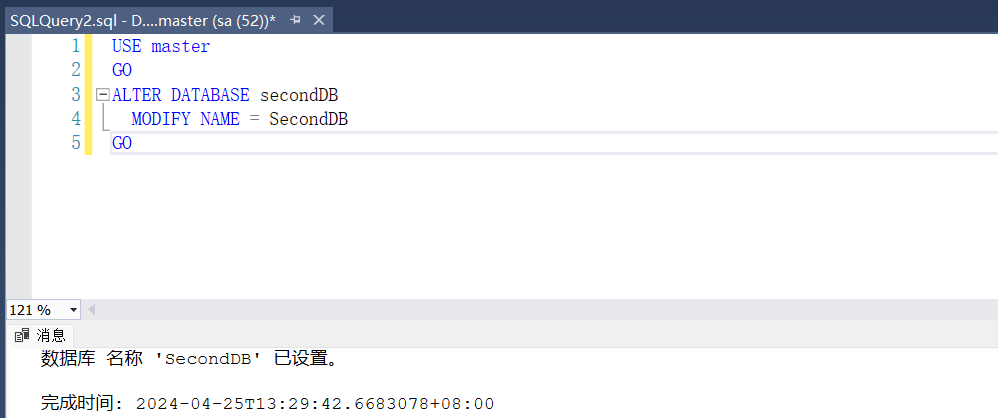 SQLQuery2.sql - D....master (sa (52))*
1 USE master
2 GO
3 ALTER DATABASE secondDB
4 MODIFY NAME = SecondDB
5 GO
121 %
消息
数据库 名称 'SecondDB' 已设置。
完成时间: 2024-04-25T13:29:42.6683078+08:00